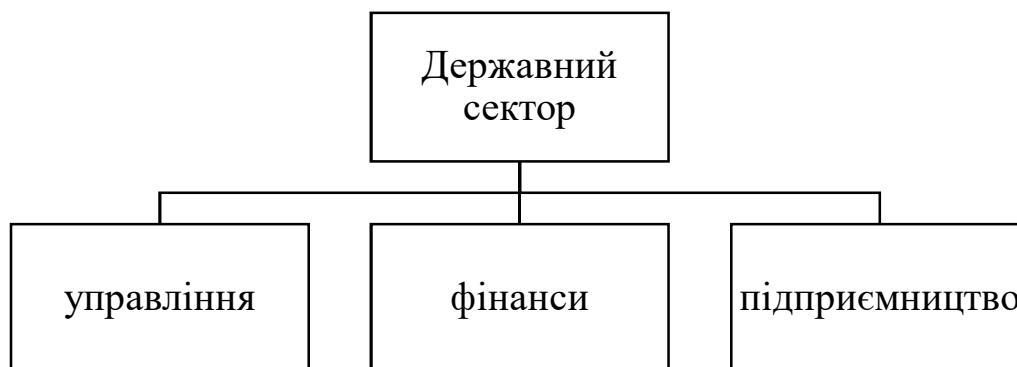 Державний
сектор
управління
фінанси
підприємництво